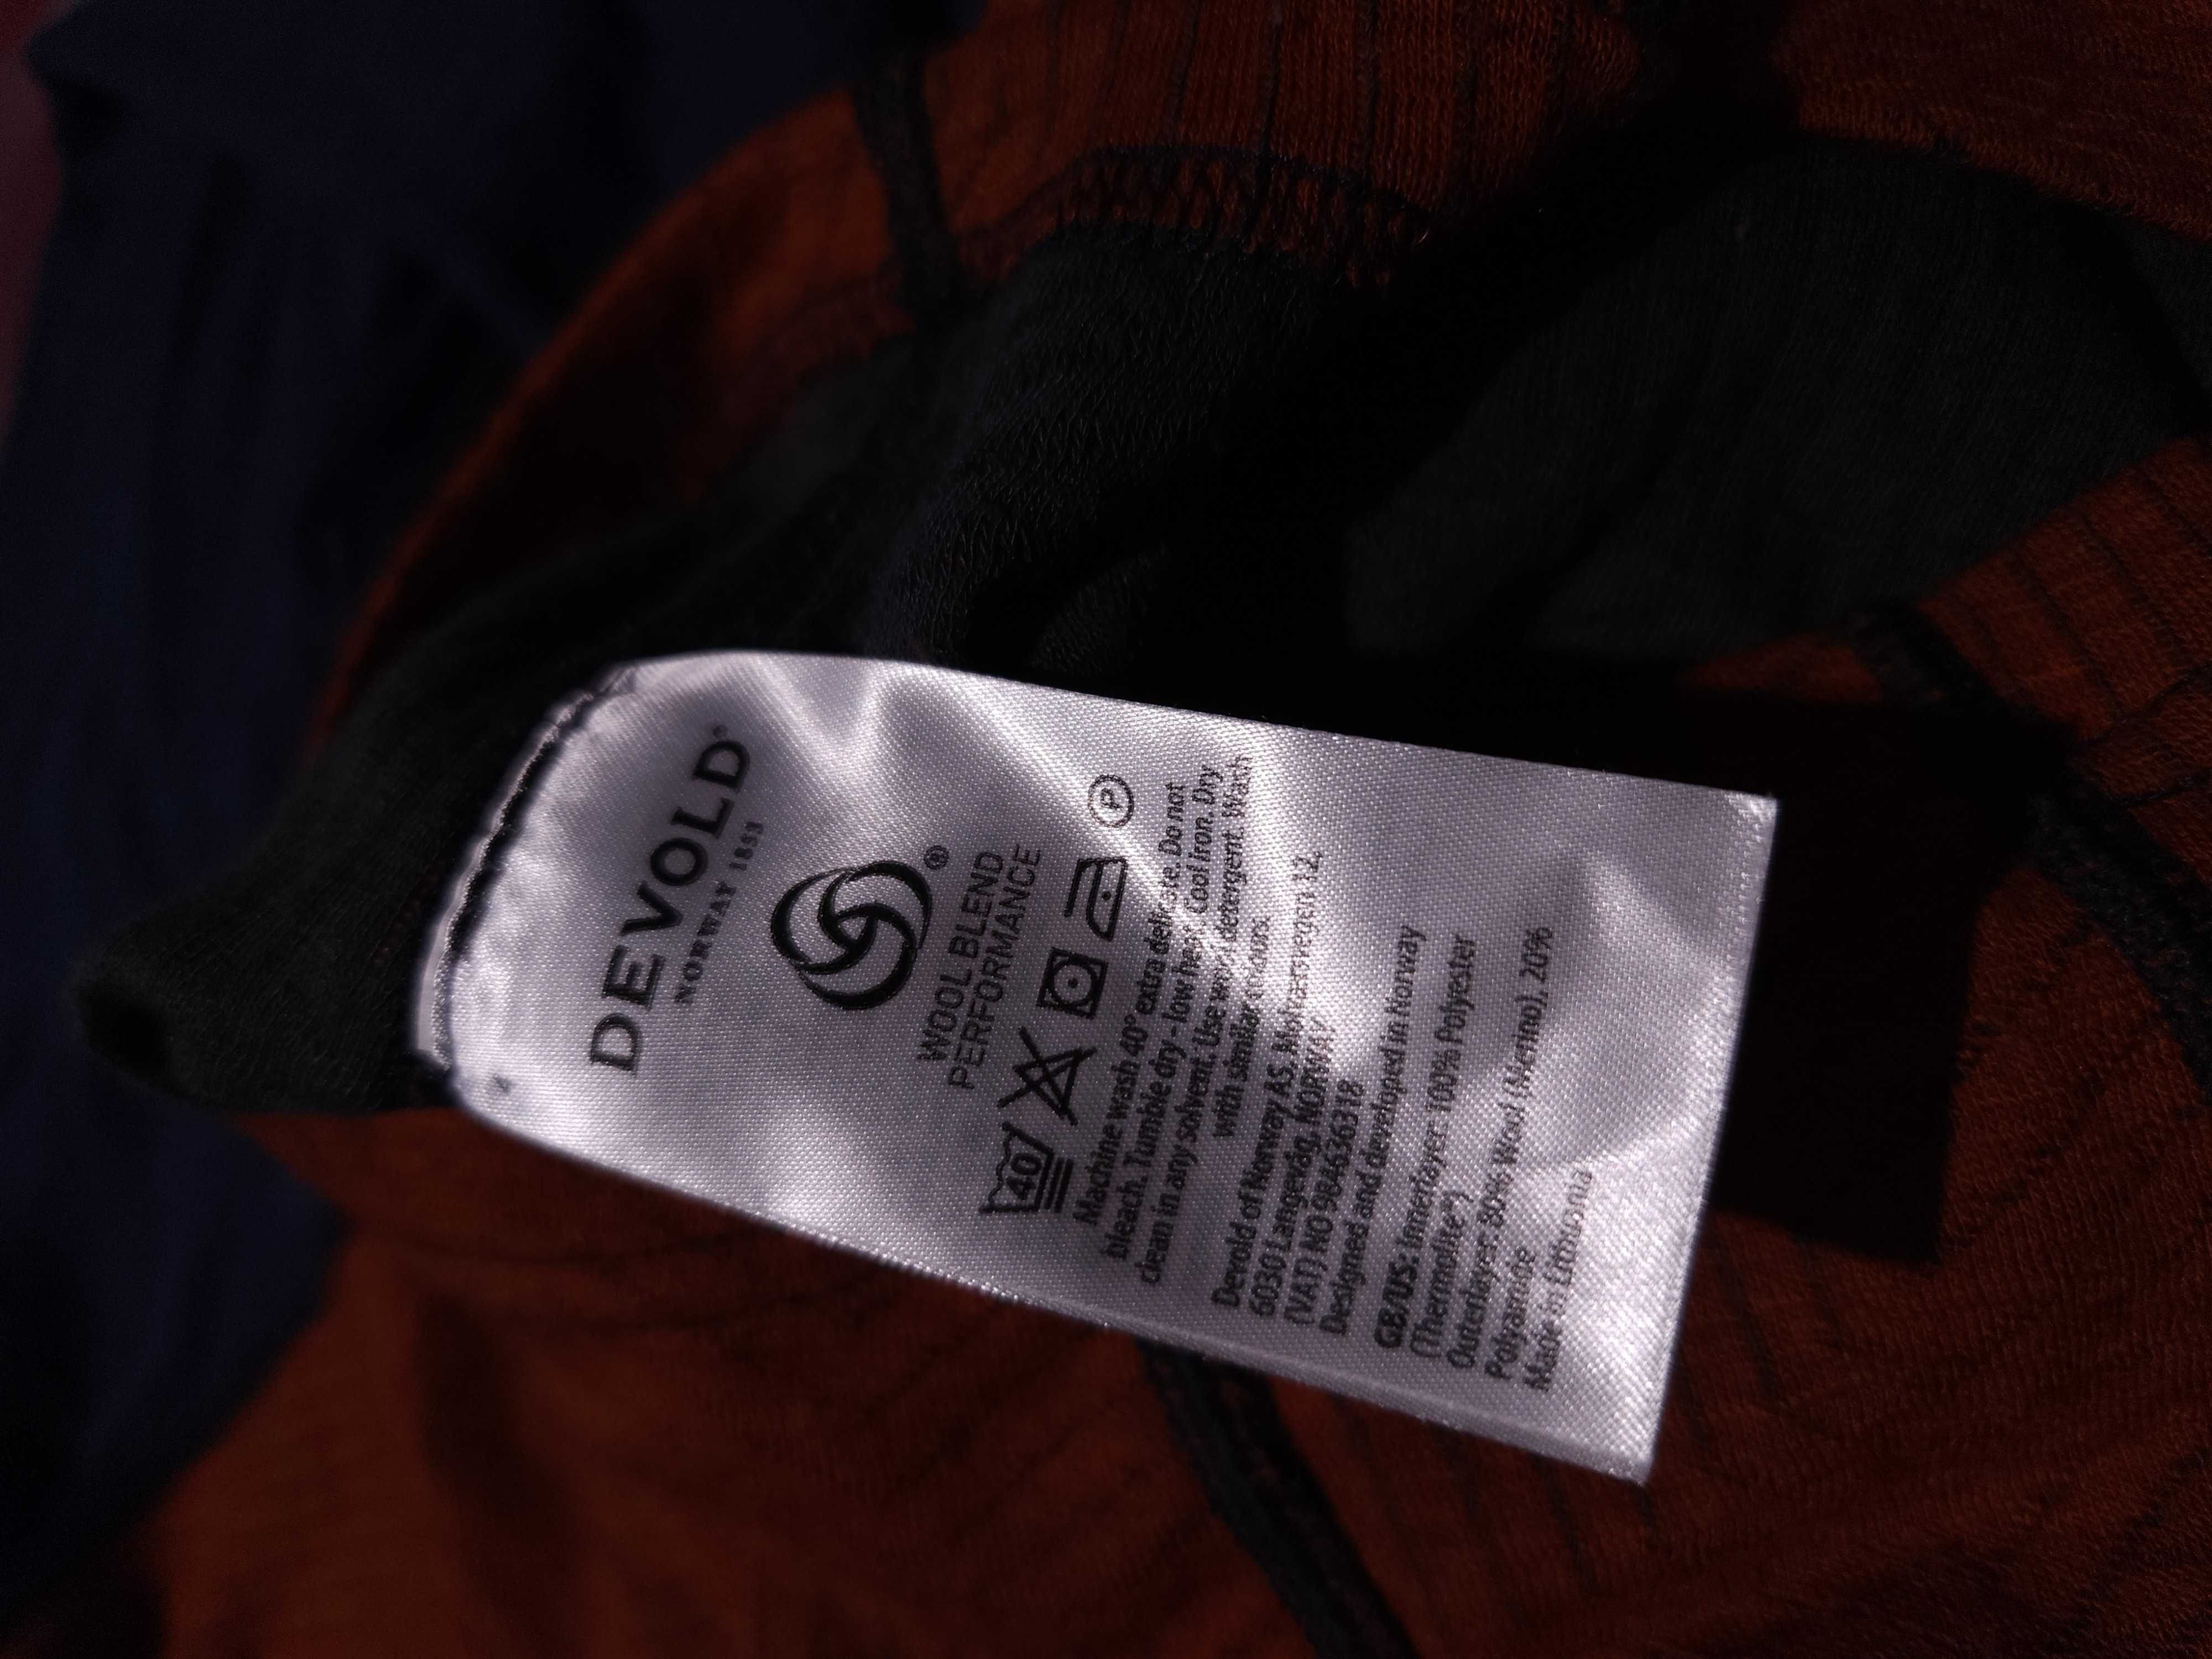 DEVOLD®
NORWAY 1853
®
WOOL BLEND
PERFORMANCE
40 P
Machine wash 40° extra delicate. Do not
bleach. Tumble dry - low heat. Cool iron. Dry
clean in any solvent. Use wool detergent. Wash
with similar colours.
Devold of Norway AS, Molværsvegen 12,
6030 Langevåg, NORWAY
(VAT) NO 984636318
Designed and developed in Norway
GB/US: Innerlayer: 100% Polyester
(Thermolite®)
Outerlayer: 80% Wool (Merino), 20%
Polyamide
Made in Lithuania